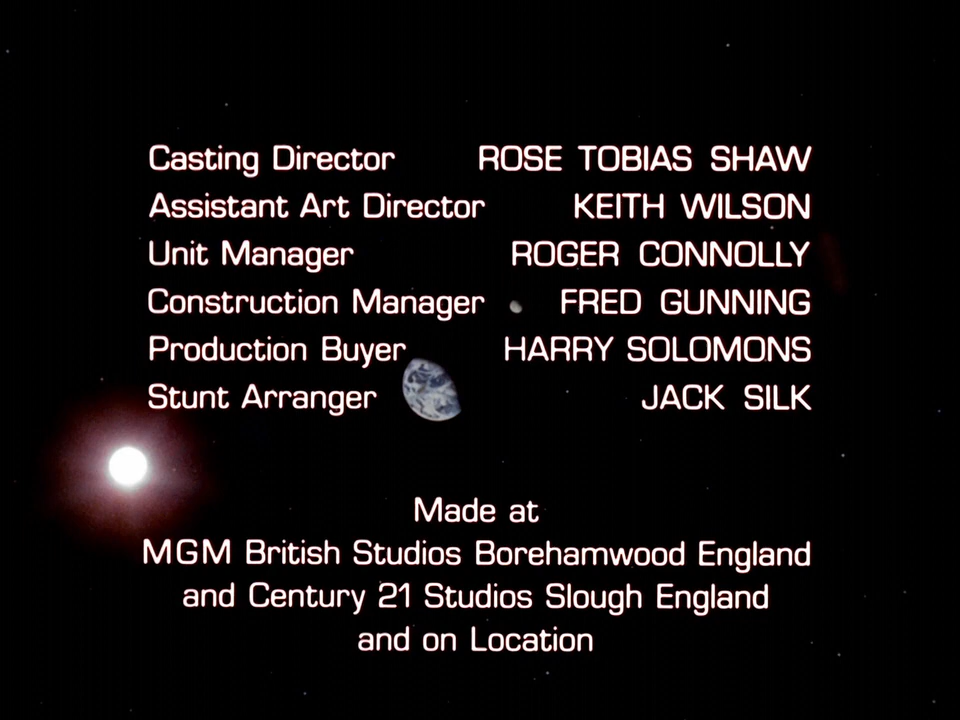 Casting Director ROSE TOBIAS SHAW
Assistant Art Director KEITH WILSON
Unit Manager ROGER CONNOLLY
Construction Manager FRED GUNNING
Production Buyer HARRY SOLOMONS
Stunt Arranger JACK SILK
Made at
MGM British Studios Borehamwood England
and Century 21 Studios Slough England
and on Location